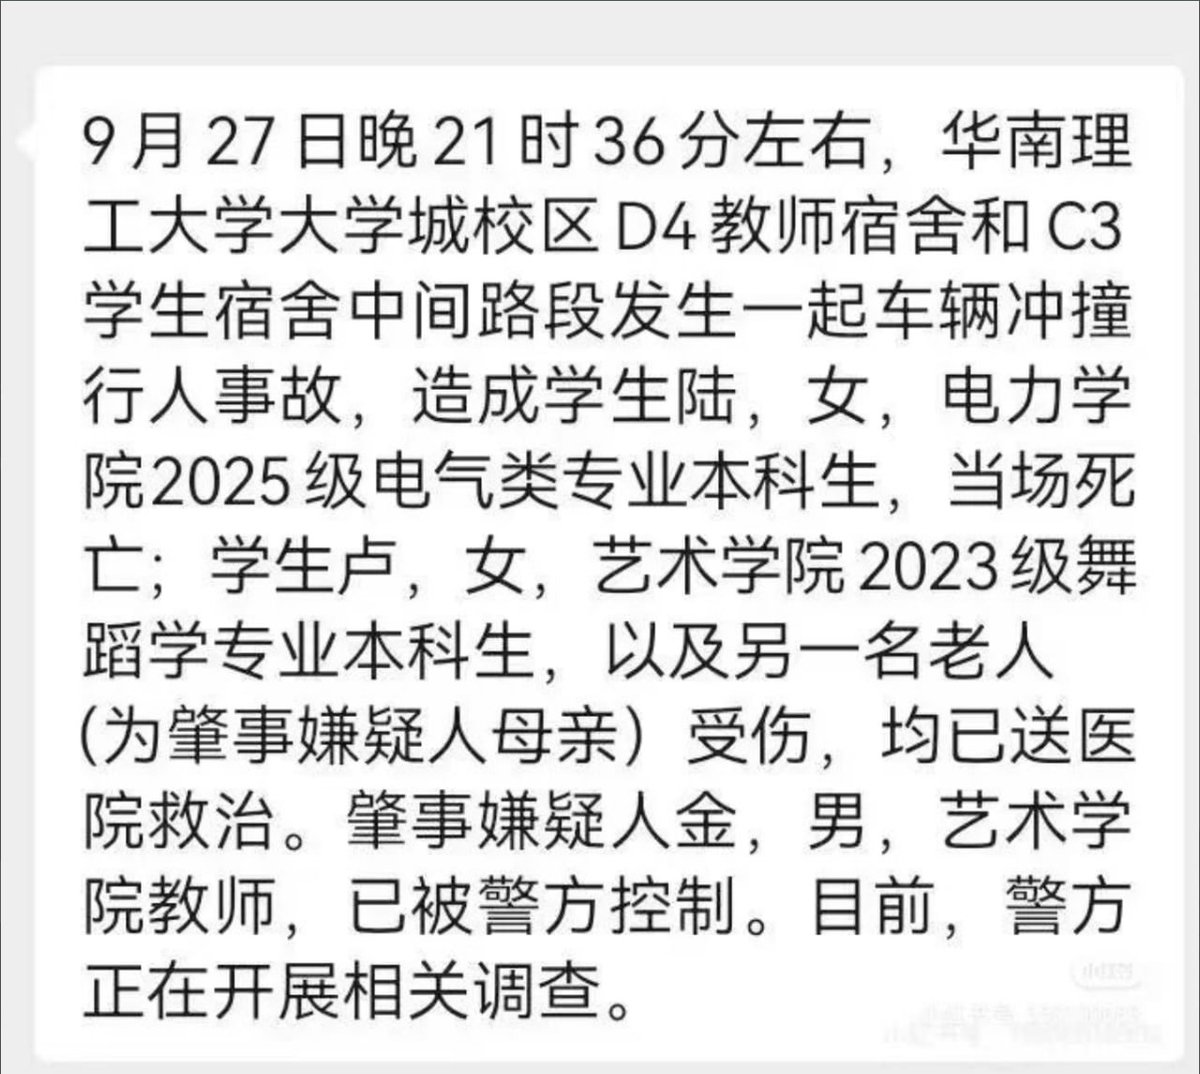 9月27日晚21时36分左右，华南理
工大学大学城校区D4教师宿舍和C3
学生宿舍中间路段发生一起车辆冲撞
行人事故，造成学生陆，女，电力学
院2025级电气类专业本科生，当场死
亡；学生卢，女，艺术学院2023级舞
蹈学专业本科生，以及另一名老人
(为肇事嫌疑人母亲）受伤，均已送医
院救治。肇事嫌疑人金，男，艺术学
院教师，已被警方控制。目前，警方
正在开展相关调查。